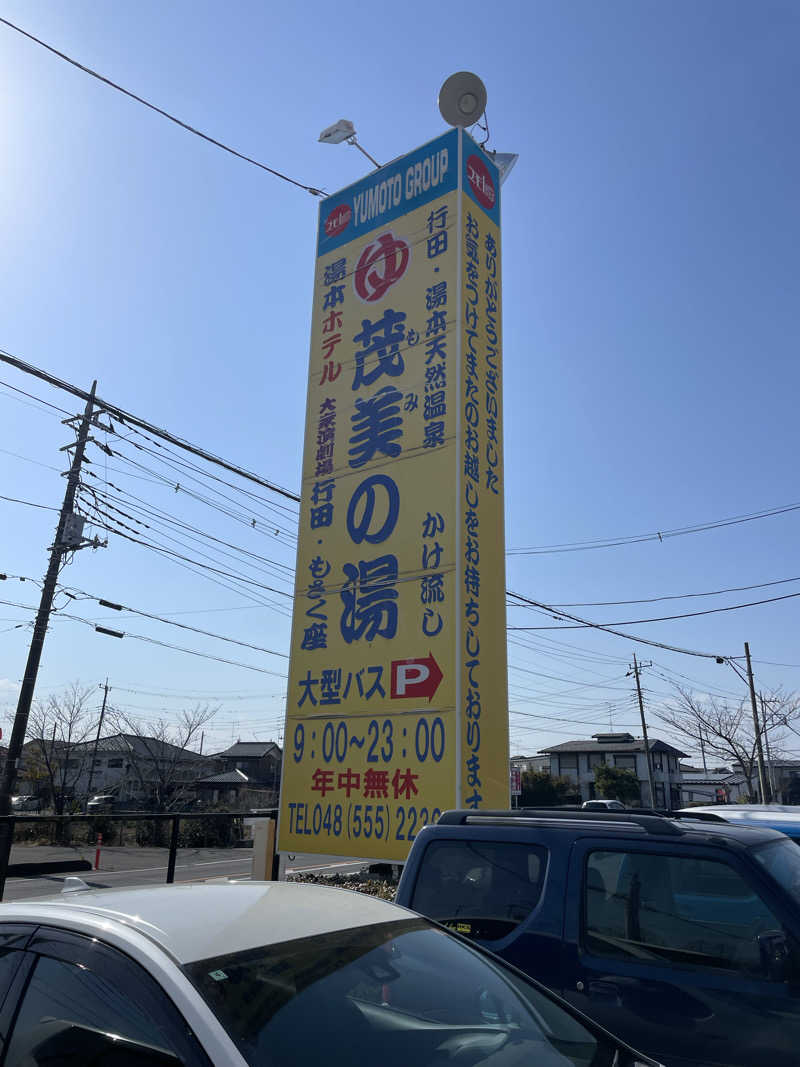 YUMOTO GROUP
行田・湯本天然温泉 かけ流し
ゆ
茂美の湯
もみ
湯本ホテル
大衆演劇場
行田・もさく座
大型バス P
9:00~23:00
年中無休
TEL048(555)
ありがとうございました
お気をつけてまたのお越しをお待ちしております